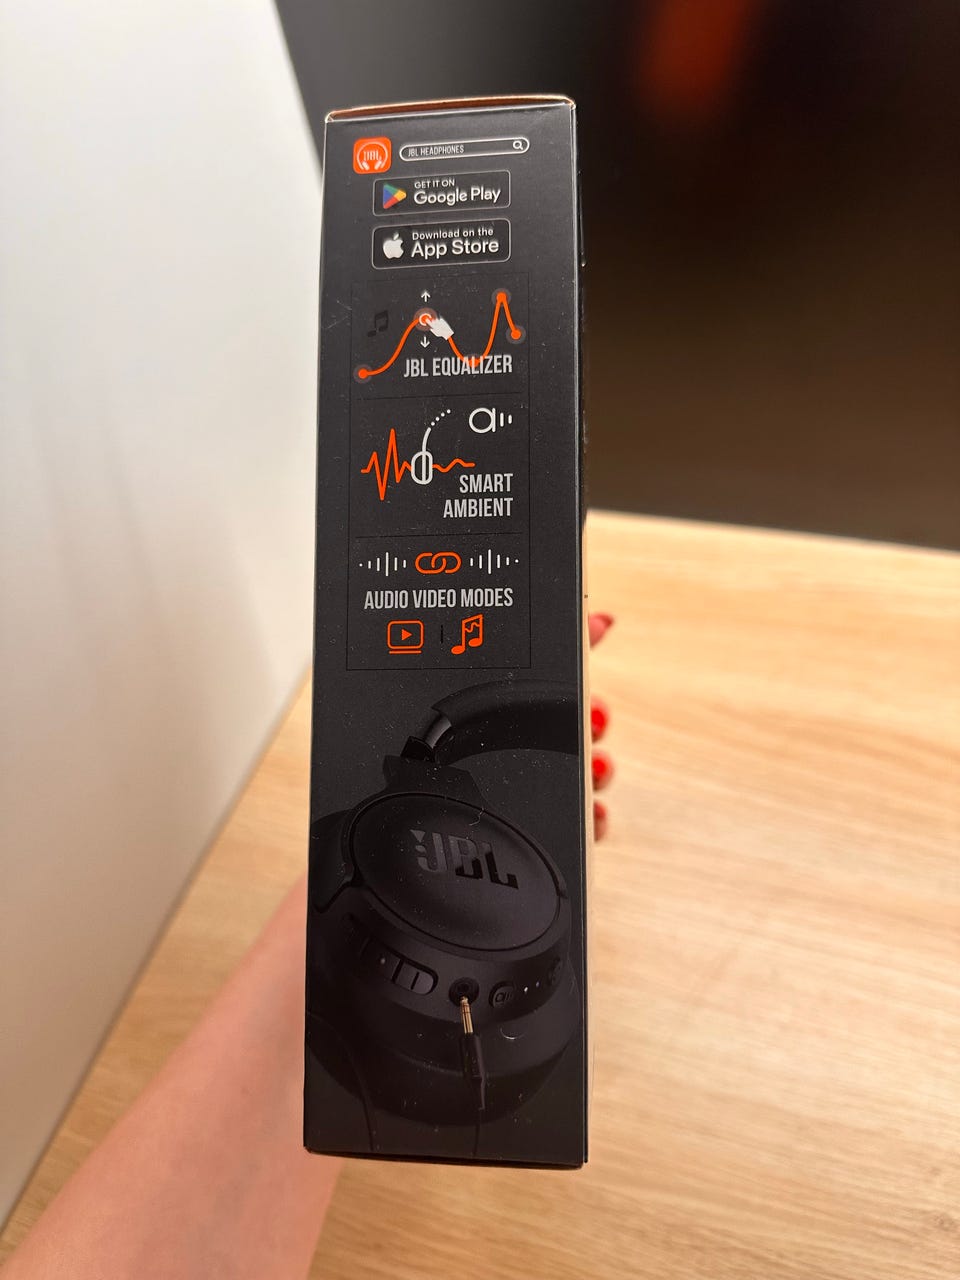 JBL
JBL HEADPHONES
GET IT ON
Google Play
Download on the
App Store
JBL EQUALIZER
SMART
AMBIENT
AUDIO VIDEO MODES
JBL